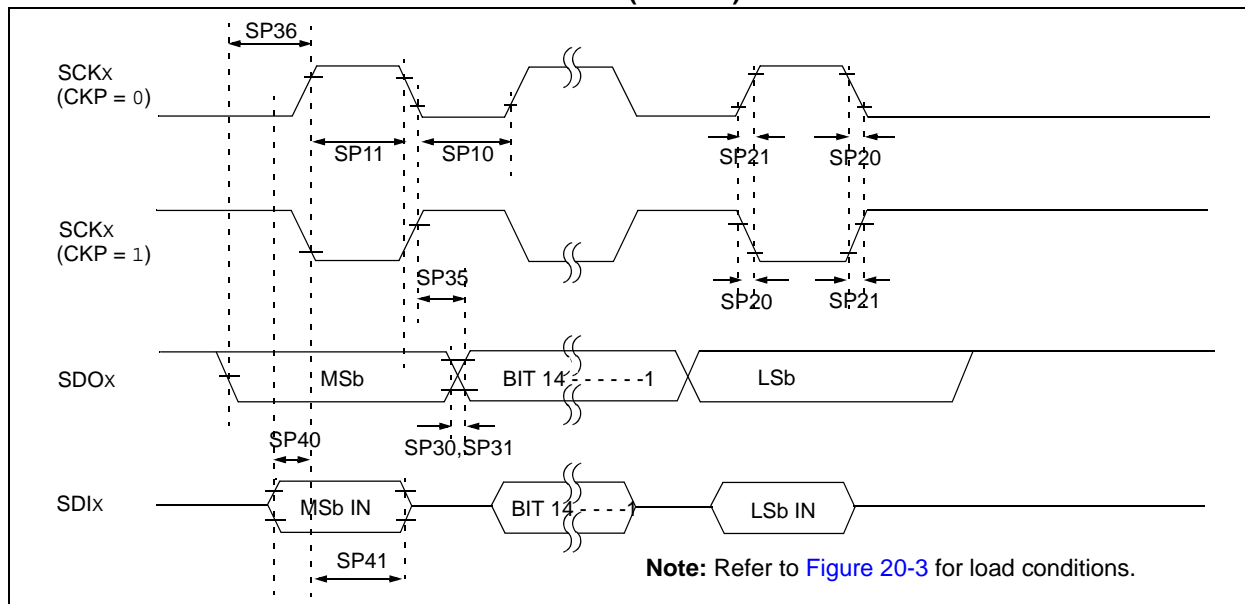 SP36
SCKX
(CKP = 0)
SP11
SP10
SP21
SP20
SCKX
(CKP = 1)
SP35
SP20
SP21
SDOX
MSb
BIT 14 - - - - - -1
LSb
SP40
SP30,SP31
SDIX
MSb IN
BIT 14 - - - -1
LSb IN
SP41
Note: Refer to Figure 20-3 for load conditions.